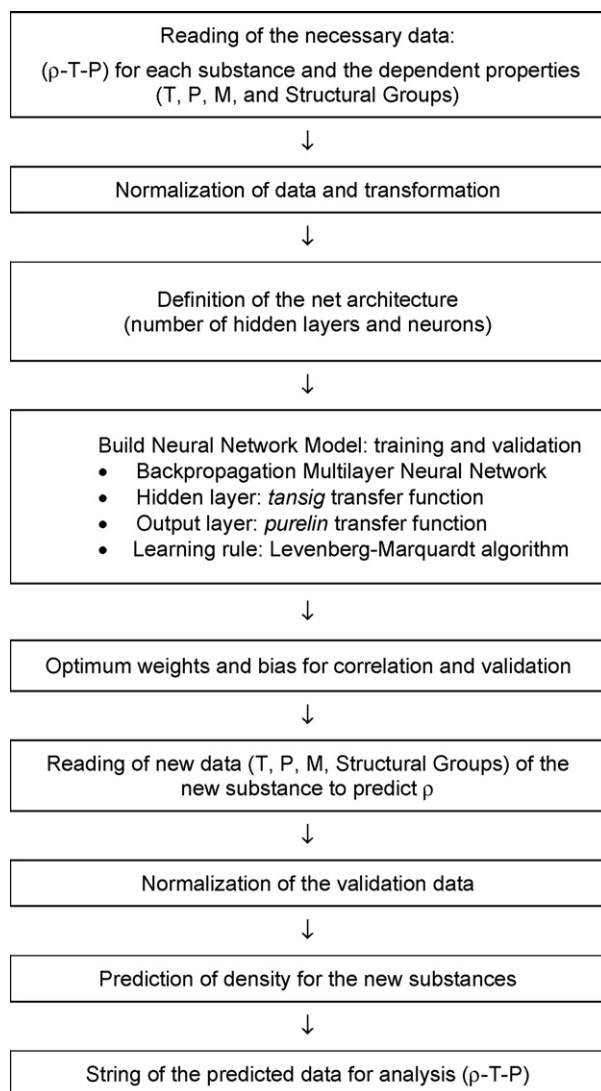 Reading of the necessary data:
(ρ-T-P) for each substance and the dependent properties
(T, P, M, and Structural Groups)
↓
Normalization of data and transformation
↓
Definition of the net architecture
(number of hidden layers and neurons)
↓
Build Neural Network Model: training and validation
• Backpropagation Multilayer Neural Network
• Hidden layer: tansig transfer function
• Output layer: purelin transfer function
• Learning rule: Levenberg-Marquardt algorithm
↓
Optimum weights and bias for correlation and validation
↓
Reading of new data (T, P, M, Structural Groups) of the
new substance to predict ρ
↓
Normalization of the validation data
↓
Prediction of density for the new substances
↓
String of the predicted data for analysis (ρ-T-P)